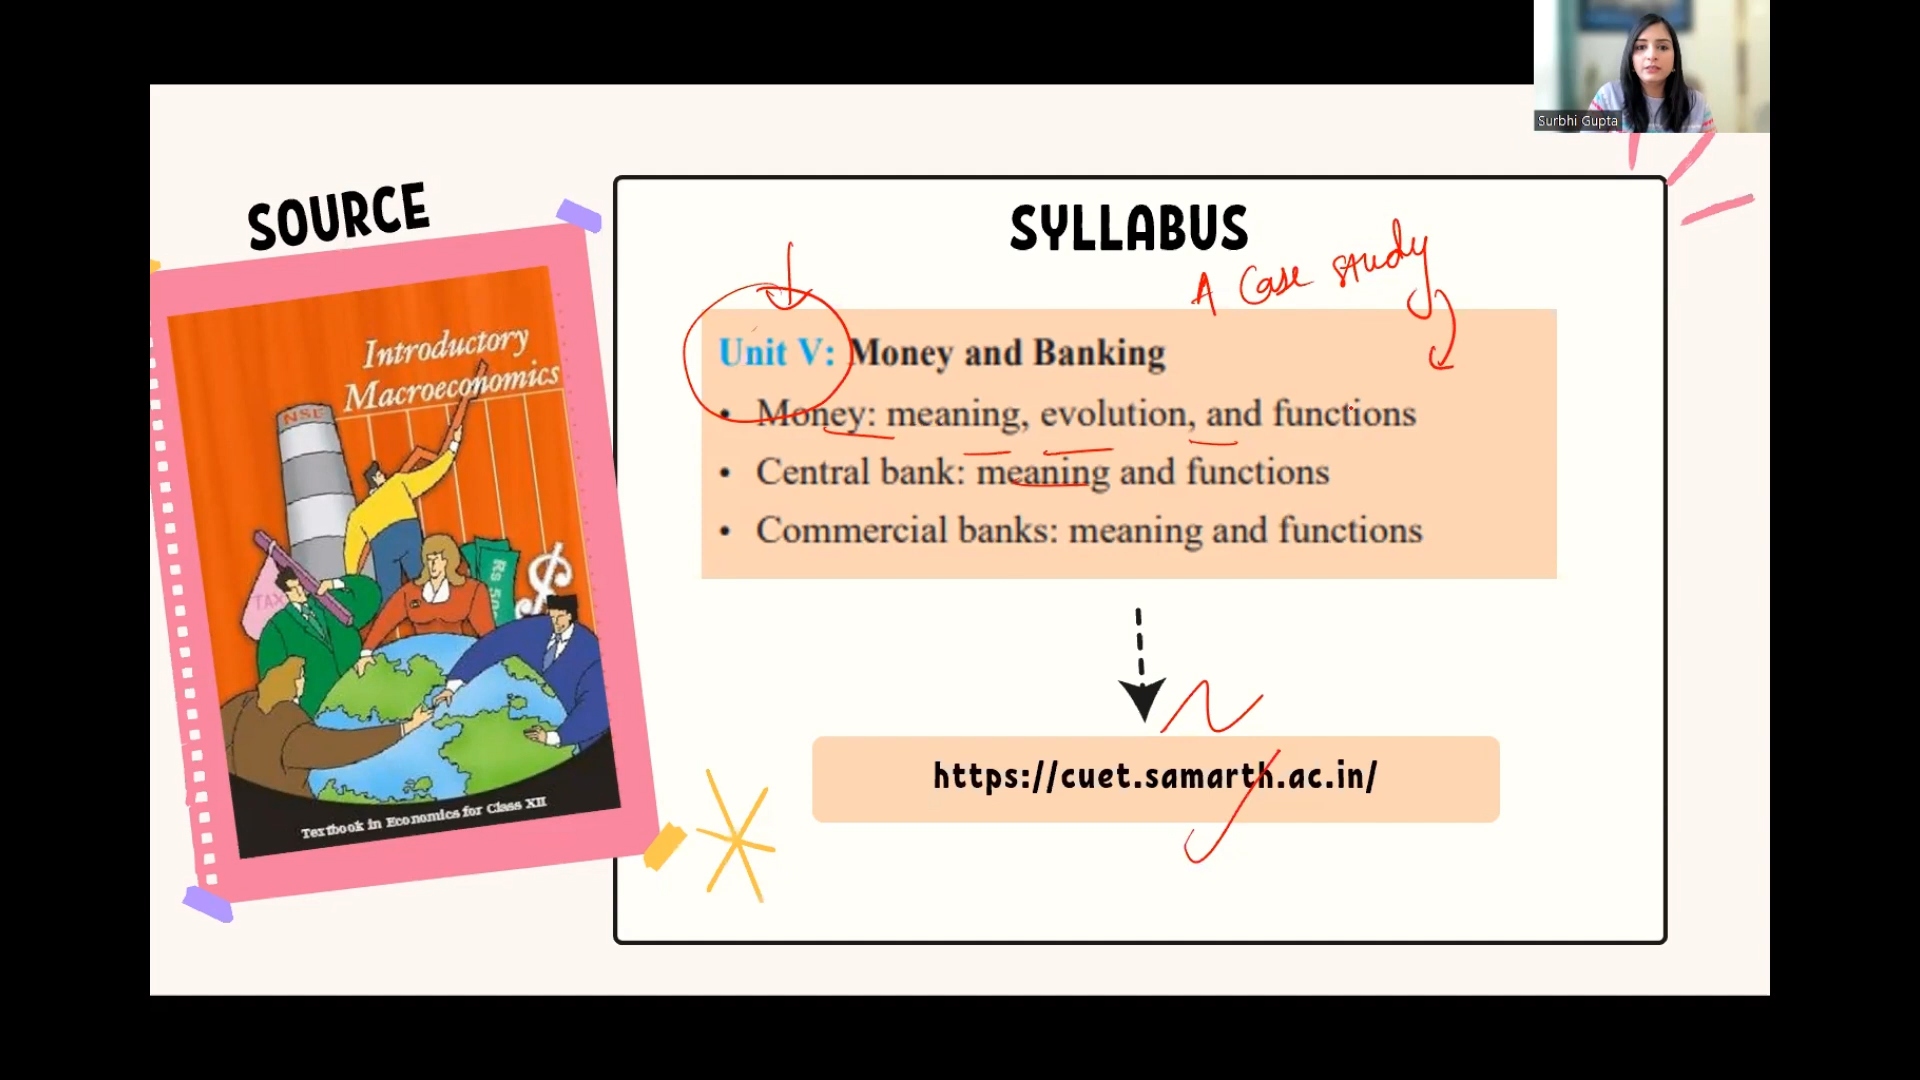 Surbhi Gupta
SOURCE
NSE
Introductory
Macroeconomics
TAX
Rs 50
Textbook in Economics for Class XII
SYLLABUS
A Case Study
Unit V: Money and Banking
• Money: meaning, evolution, and functions
• Central bank: meaning and functions
• Commercial banks: meaning and functions
https://cuet.samarth.ac.in/